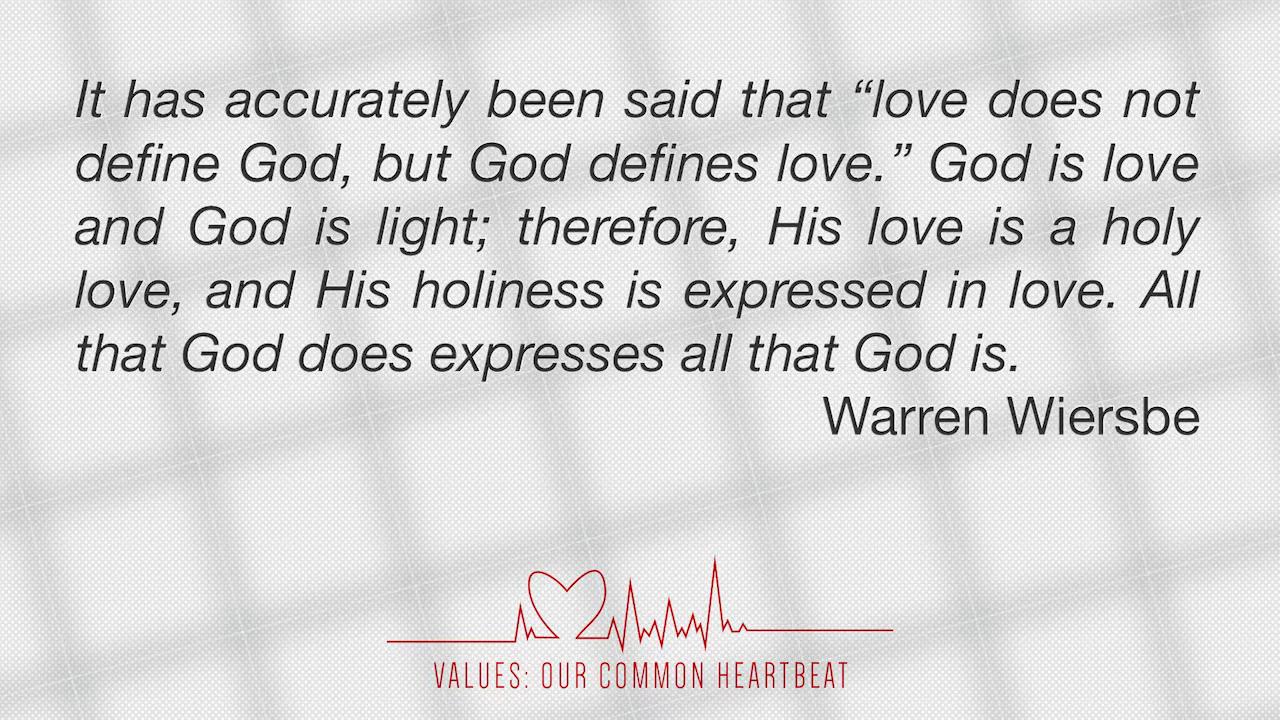 It has accurately been said that “love does not
define God, but God defines love.” God is love
and God is light; therefore, His love is a holy
love, and His holiness is expressed in love. All
that God does expresses all that God is.
Warren Wiersbe
VALUES: OUR COMMON HEARTBEAT